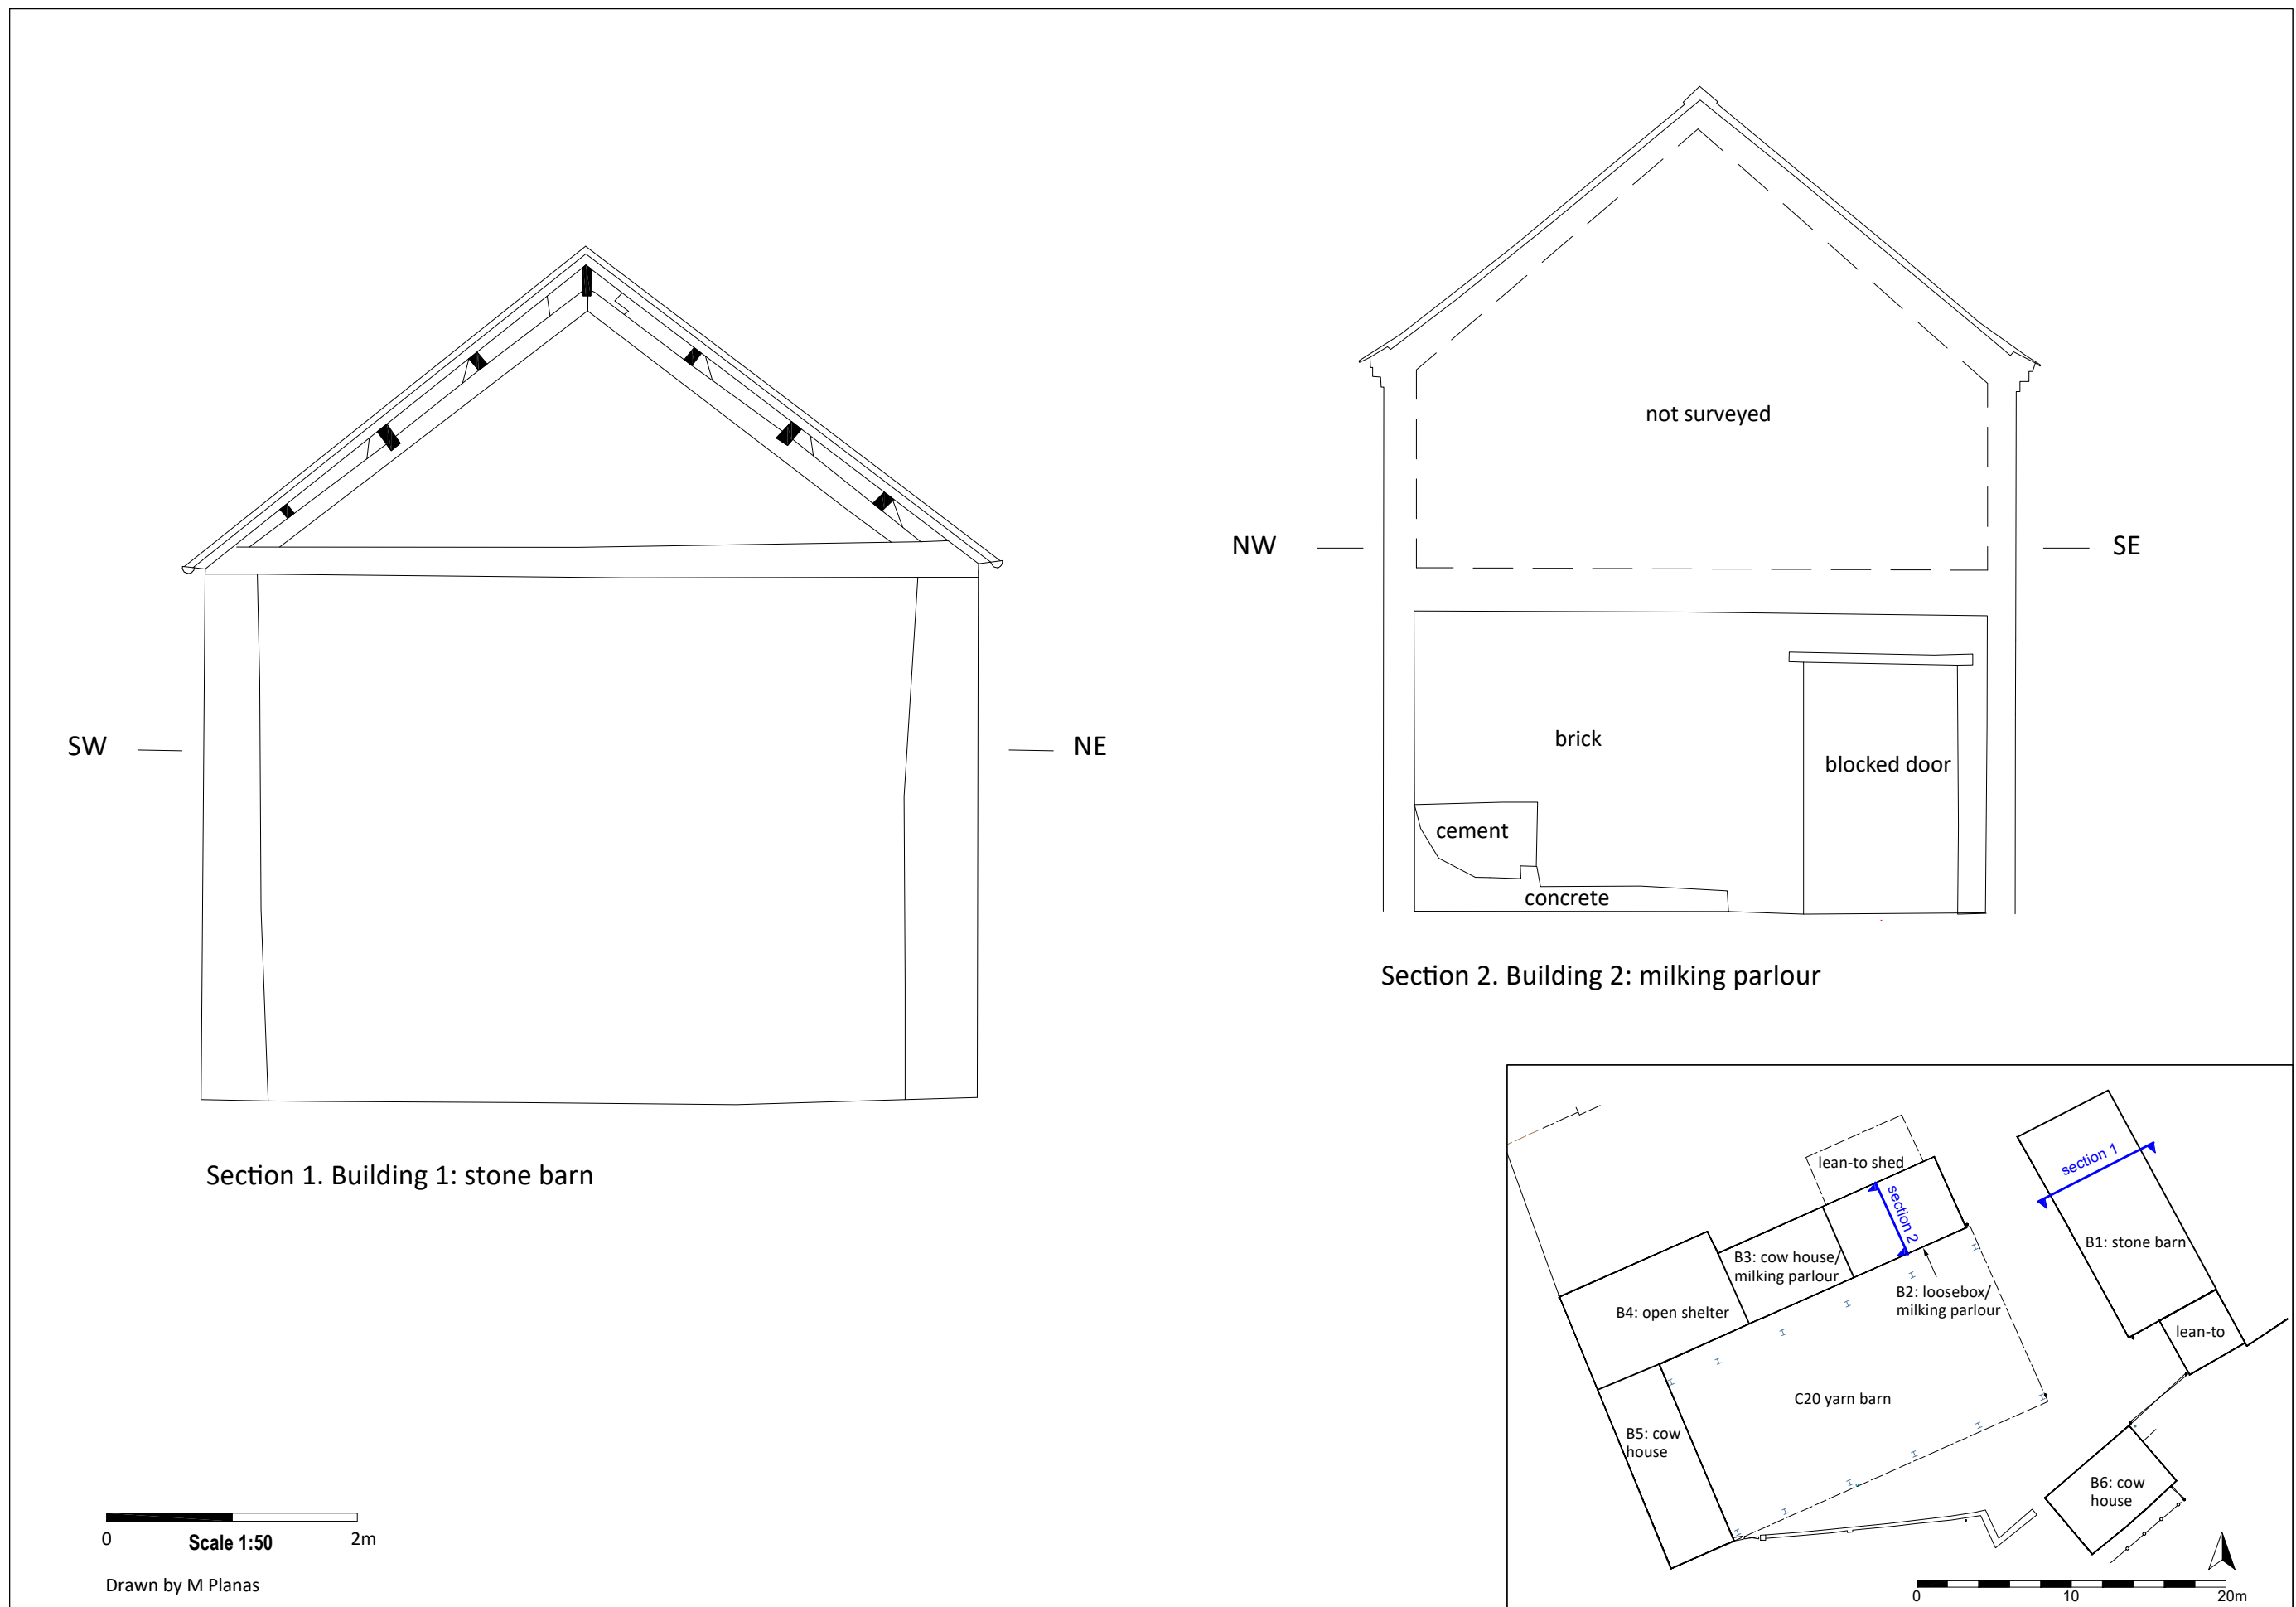 not surveyed
NW
SE
SW
NE
brick
blocked door
cement
concrete
Section 2. Building 2: milking parlour
Section 1. Building 1: stone barn
section 1
lean-to shed
section 2
B1: stone barn
B3: cow house/
milking parlour
B2: loosebox/
milking parlour
B4: open shelter
lean-to
C20 yarn barn
B5: cow
house
B6: cow
house
0
10
20m
0
Scale 1:50
2m
Drawn by M Planas